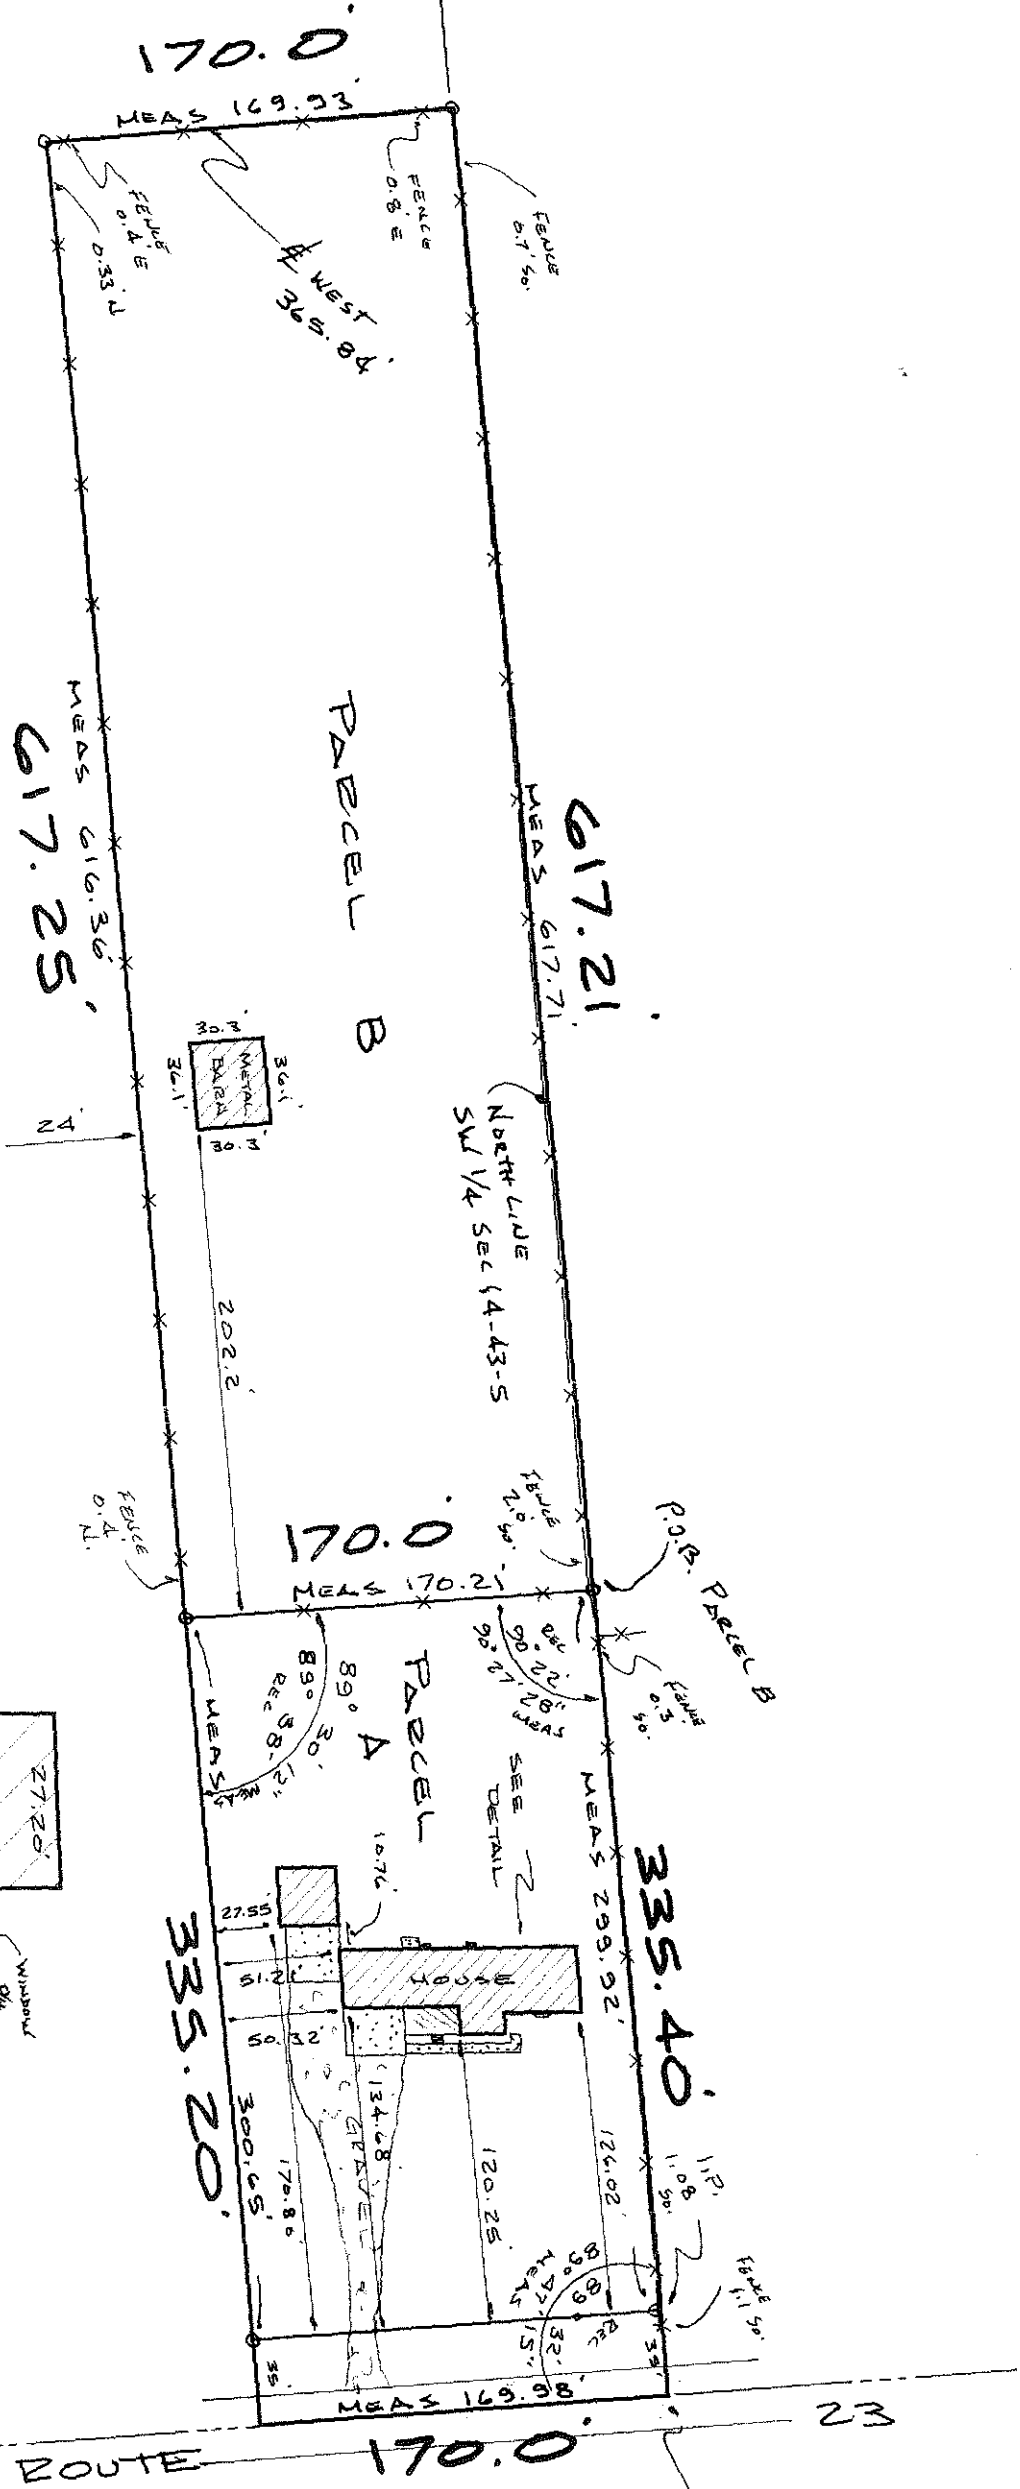 170.0'
MEAS 169.93'
FENCE
0.4' E
0.33' N
FENCE
0.8' E
FENCE
0.7' SO.
WEST
365.84'
PARCEL B
MEAS 616.36'
617.25'
MEAS 617.71'
617.21'
30.3'
METAL
BARN
36.1'
36.1'
30.3'
24'
NORTH LINE
SW 1/4 SEC 14-43-5
202.2'
FENCE
0.4'
N.
FENCE
2.0'
SO.
170.0'
MEAS 170.21'
P.O.B. PARCEL B
FENCE
0.3'
SO.
REC
90° 22'
90° 27' 28"
MEAS
89° 30'
REC
MEAS
PARCEL
A
SEE
DETAIL
MEAS 299.92'
335.40'
27.20'
WINDOW
10.76'
27.55'
51.2'
50.32'
HOUSE
335.20'
300.65'
170.86'
134.68
GRAVEL
120.25'
126.02'
I.P.
1.08'
SO.
FENCE
1.1' SO.
89° 32'
REC
89° 47' 15"
MEAS
35'
35'
MEAS 169.98'
170.0'
ROUTE
23